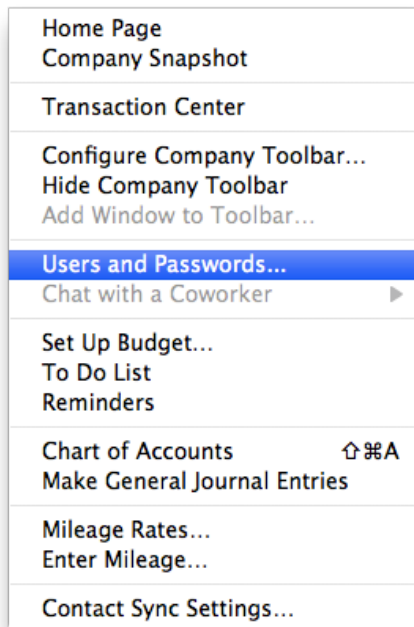 Home Page
Company Snapshot
Transaction Center
Configure Company Toolbar...
Hide Company Toolbar
Add Window to Toolbar...
Users and Passwords...
Chat with a Coworker
Set Up Budget...
To Do List
Reminders
Chart of Accounts ⇧⌘A
Make General Journal Entries
Mileage Rates...
Enter Mileage...
Contact Sync Settings...